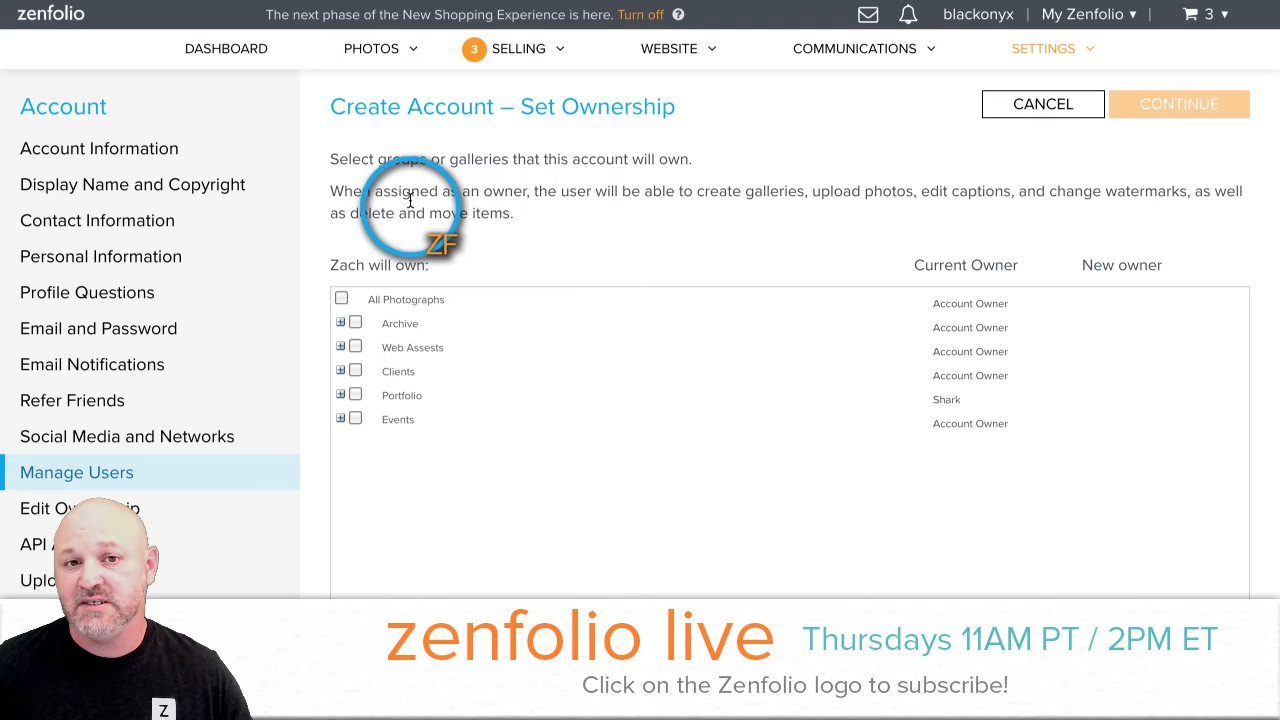 zenfolio
The next phase of the New Shopping Experience is here. Turn off ?
blackonyx | My Zenfolio ▾ | 3 ▾
DASHBOARD PHOTOS 3 SELLING WEBSITE COMMUNICATIONS SETTINGS
Account
Account Information
Display Name and Copyright
Contact Information
Personal Information
Profile Questions
Email and Password
Email Notifications
Refer Friends
Social Media and Networks
Manage Users
Edit
API
Create Account – Set Ownership
CANCEL CONTINUE
Select groups or galleries that this account will own.
When assigned as an owner, the user will be able to create galleries, upload photos, edit captions, and change watermarks, as well
as delete and move items.
ZF
Zach will own: Current Owner New owner
All Photographs Account Owner
Archive Account Owner
Web Assests Account Owner
Clients Account Owner
Portfolio Shark
Events Account Owner
zenfolio live Thursdays 11AM PT / 2PM ET
Click on the Zenfolio logo to subscribe!
Z